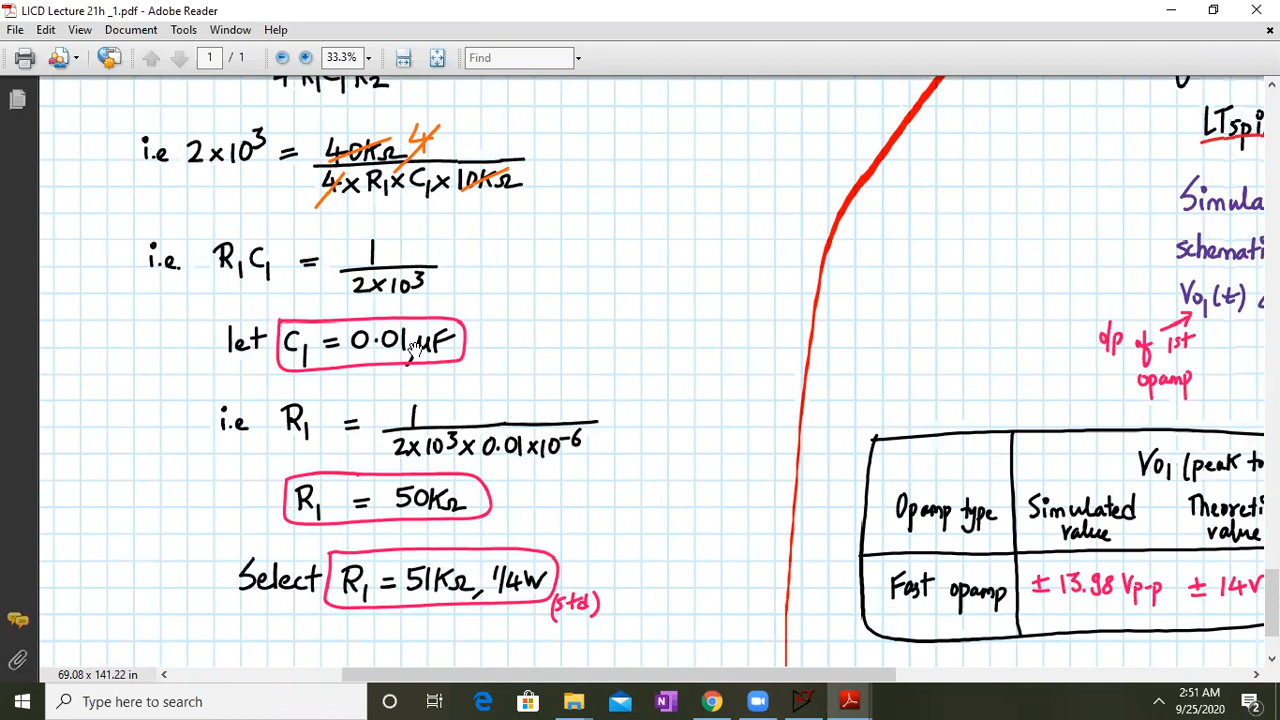 LICD Lecture 21h _1.pdf - Adobe Reader
File Edit View Document Tools Window Help
1 / 1 33.3% Find
4 R1 C1 R2
i.e 2×10³ = 40KΩ 4
4×R1×C1×10KΩ
i.e. R1C1 = 1
2×10³
let C1 = 0.01μF
i.e R1 = 1
2×10³×0.01×10⁻⁶
R1 = 50KΩ
Select R1 = 51KΩ, 1/4W
(std)
LTspi
Simula
schemati
Vo1(t)
o/p of 1st
opamp
Vo1 (peak to
Opamp type Simulated value Theoreti value
Fast opamp ± 13.98 Vp-p ± 14V
69.08 x 141.22 in
Type here to search
2:51 AM
9/25/2020
2